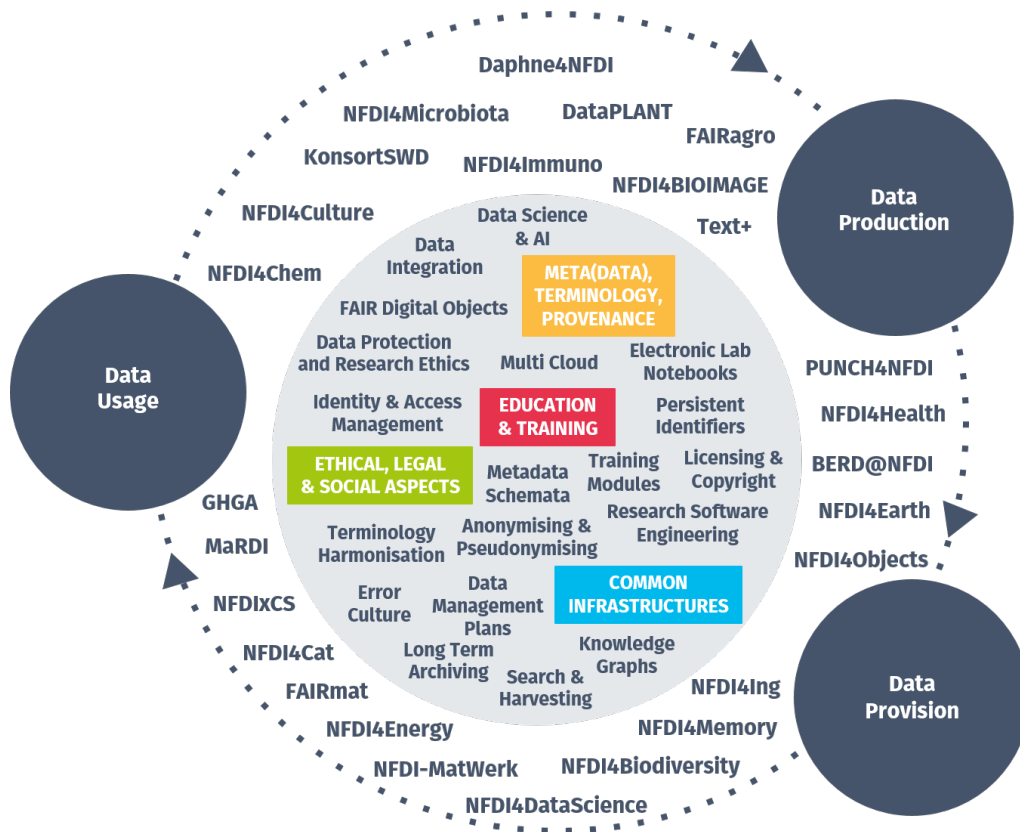 Daphne4NFDI
NFDI4Microbiota
DataPLANT
FAIRagro
KonsortSWD
NFDI4Immuno
NFDI4BIOIMAGE
NFDI4Culture
Text+
NFDI4Chem
Data
Production
Data
Usage
Data Science
& AI
Data
Integration
META(DATA),
TERMINOLOGY,
PROVENANCE
FAIR Digital Objects
Data Protection
and Research Ethics
Multi Cloud
Electronic Lab
Notebooks
Identity & Access
Management
EDUCATION
& TRAINING
Persistent
Identifiers
ETHICAL, LEGAL
& SOCIAL ASPECTS
Metadata
Schemata
Training
Modules
Licensing &
Copyright
Terminology
Harmonisation
Anonymising &
Pseudonymising
Research Software
Engineering
Error
Culture
Data
Management
Plans
COMMON
INFRASTRUCTURES
Long Term
Archiving
Search &
Harvesting
Knowledge
Graphs
PUNCH4NFDI
NFDI4Health
BERD@NFDI
NFDI4Earth
NFDI4Objects
Data
Provision
GHGA
MaRDI
NFDIxCS
NFDI4Cat
FAIRmat
NFDI4Energy
NFDI-MatWerk
NFDI4DataScience
NFDI4Biodiversity
NFDI4Memory
NFDI4Ing